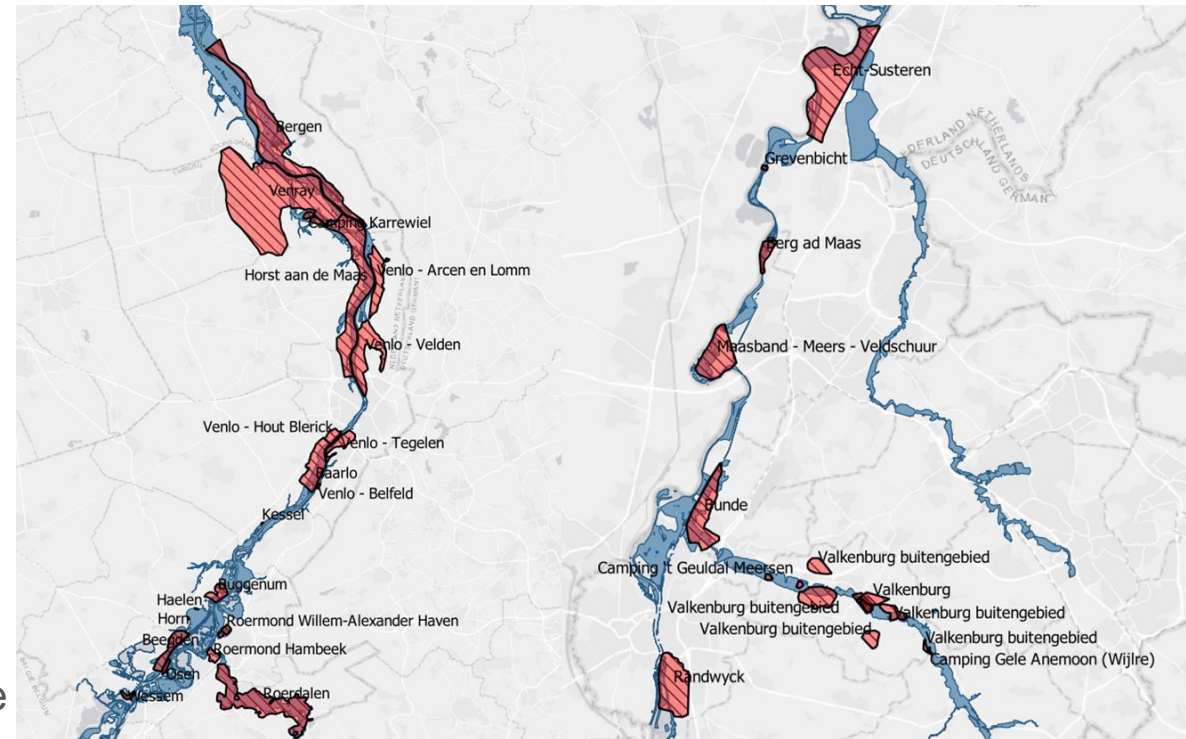 Bergen
Venray
Camping Karrewiel
Horst aan de Maas
Venlo - Arcen en Lomm
Venlo - Velden
Venlo - Hout Blerick
Venlo - Tegelen
Baarlo
Venlo - Belfeld
Kessel
Buggenum
Haelen
Horn
Roermond Willem-Alexander Haven
Beegden
Roermond Hambeek
Osen
Wessem
Roerdalen
e
Echt-Susteren
NEDERLAND NETHERLANDS
DEUTSCHLAND GERMANY
Grevenbicht
Berg ad Maas
Maasband - Meers - Veldschuur
Bunde
Camping 't Geuldal Meersen
Valkenburg buitengebied
Valkenburg
Valkenburg buitengebied
Valkenburg buitengebied
Valkenburg buitengebied
Valkenburg buitengebied
Camping Gele Anemoon (Wijlre)
Randwyck